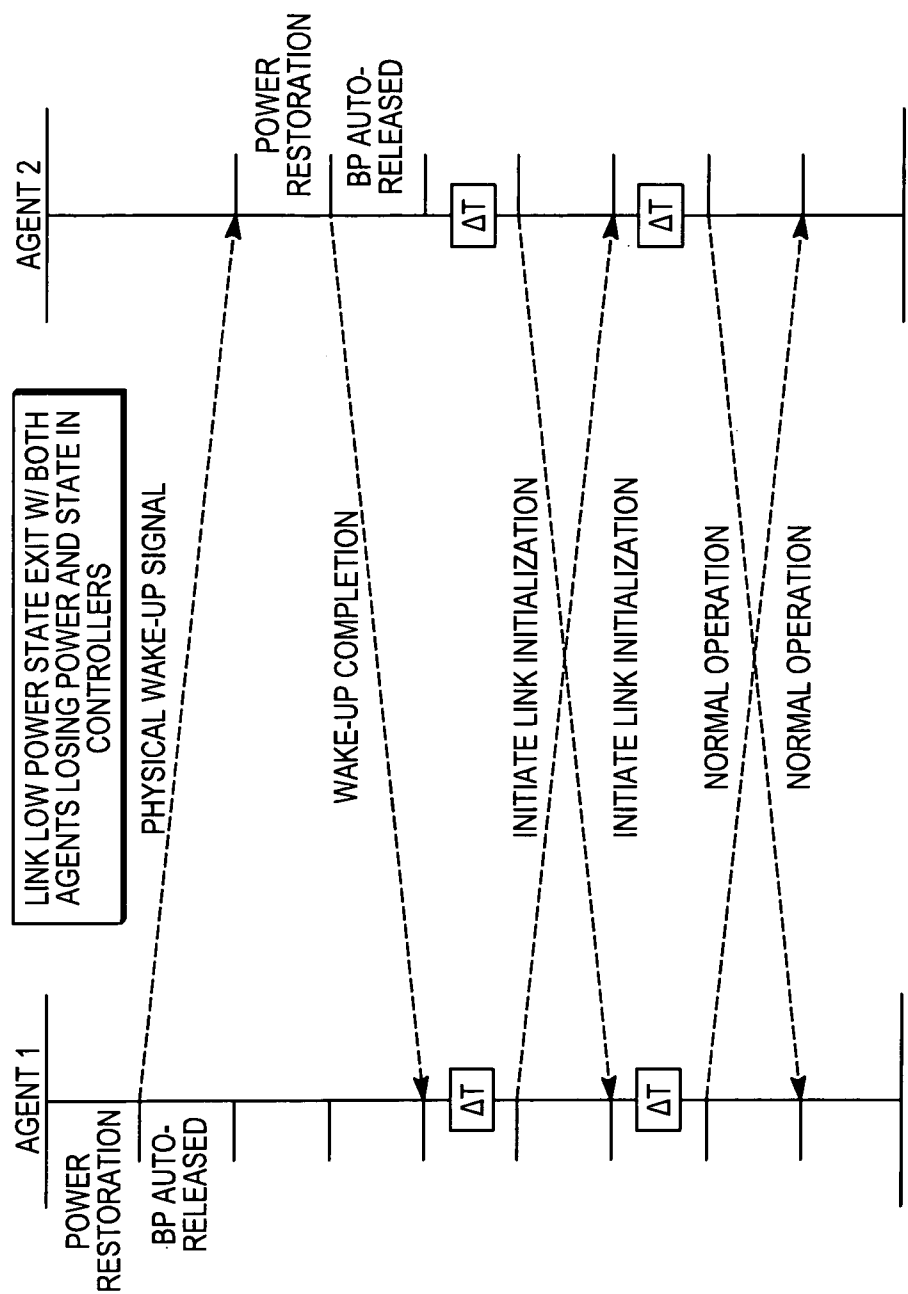 LINK LOW POWER STATE EXIT W/ BOTH
AGENTS LOSING POWER AND STATE IN
CONTROLLERS
AGENT 1
AGENT 2
POWER
RESTORATION
PHYSICAL WAKE-UP SIGNAL
BP AUTO-
RELEASED
POWER
RESTORATION
WAKE-UP COMPLETION
BP AUTO-
RELEASED
ΔT
ΔT
INITIATE LINK INITIALIZATION
INITIATE LINK INITIALIZATION
ΔT
ΔT
NORMAL OPERATION
NORMAL OPERATION